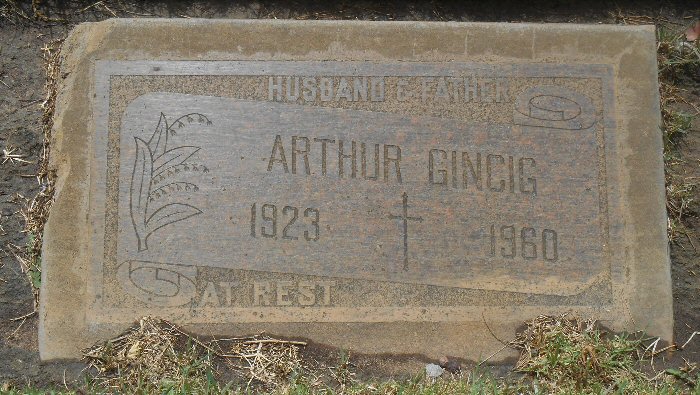 HUSBAND & FATHER
ARTHUR GINCIG
1923 1960
AT REST